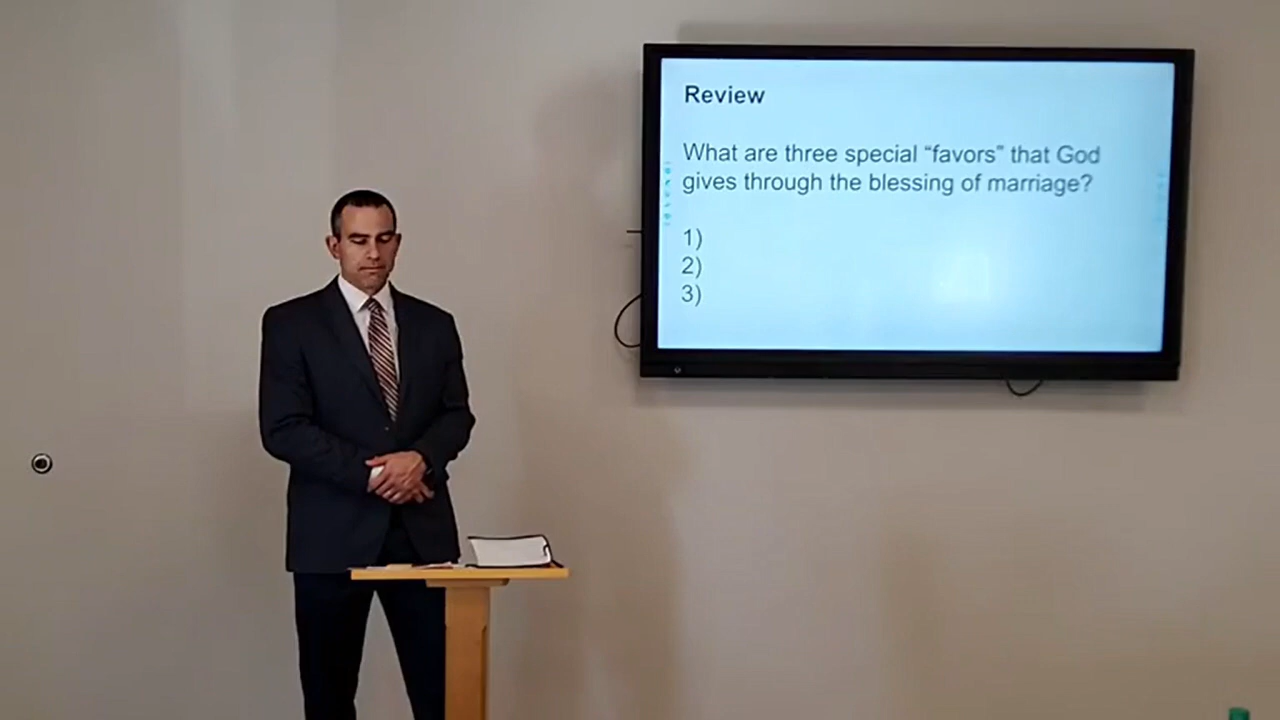 Review
What are three special “favors” that God
gives through the blessing of marriage?
1)
2)
3)